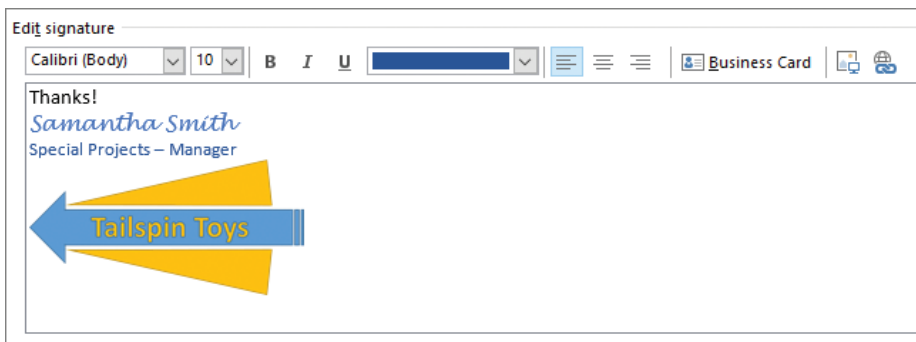 Edit signature
Calibri (Body) 10 B I U Business Card
Thanks!
Samantha Smith
Special Projects – Manager
Tailspin Toys